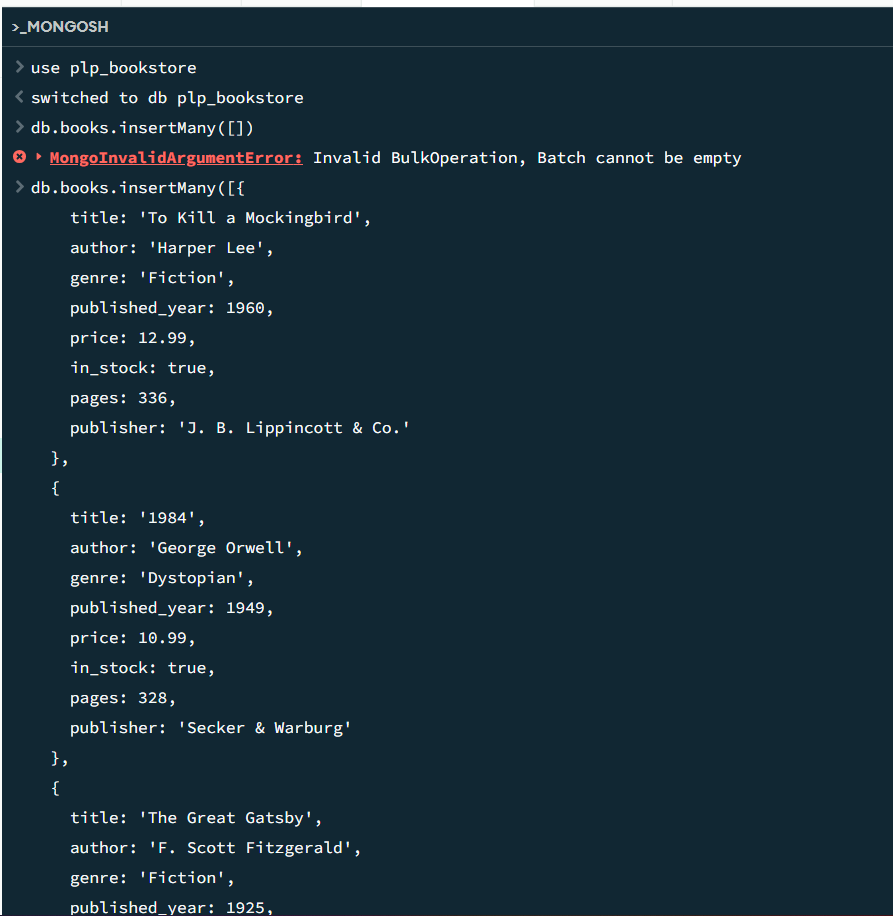 >_MONGOSH
> use plp_bookstore
< switched to db plp_bookstore
> db.books.insertMany([])
MongoInvalidArgumentError: Invalid BulkOperation, Batch cannot be empty
> db.books.insertMany([{
title: 'To Kill a Mockingbird',
author: 'Harper Lee',
genre: 'Fiction',
published_year: 1960,
price: 12.99,
in_stock: true,
pages: 336,
publisher: 'J. B. Lippincott & Co.'
},
{
title: '1984',
author: 'George Orwell',
genre: 'Dystopian',
published_year: 1949,
price: 10.99,
in_stock: true,
pages: 328,
publisher: 'Secker & Warburg'
},
{
title: 'The Great Gatsby',
author: 'F. Scott Fitzgerald',
genre: 'Fiction',
published_year: 1925,